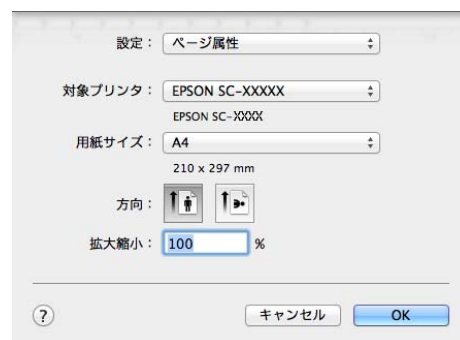 設定： ページ属性
対象プリンタ： EPSON SC-XXXXX
EPSON SC-XXXX
用紙サイズ： A4
210 x 297 mm
方向：
拡大縮小： 100 %
? キャンセル OK